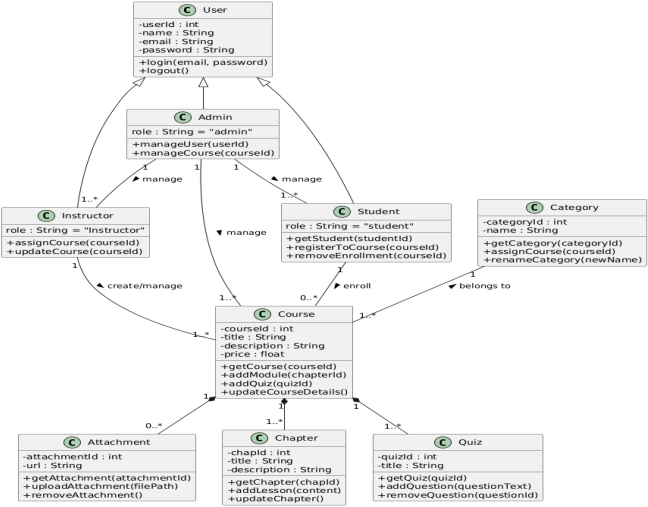 C User
-userId : int
-name : String
-email : String
-password : String
+login(email, password)
+logout()
C Admin
role : String = "admin"
+manageUser(userId)
+manageCourse(courseId)
1 1 1
manage manage
1..* 1..*
C Instructor
role : String = "Instructor"
+assignCourse(courseId)
+updateCourse(courseId)
manage
C Student
role : String = "student"
+getStudent(studentId)
+registerToCourse(courseId)
+removeEnrollment(courseId)
C Category
-categoryId : int
-name : String
+getCategory(categoryId)
+assignCourse(courseId)
+renameCategory(newName)
1 1 1
create/manage enroll belongs to
1..* 0..*
1..* 1..*
C Course
-courseId : int
-title : String
-description : String
-price : float
+getCourse(courseId)
+addModule(chapterId)
+addQuiz(quizId)
+updateCourseDetails()
1 1 1
0..* 1..* 1..*
C Attachment
-attachmentId : int
-url : String
+getAttachment(attachmentId)
+uploadAttachment(filePath)
+removeAttachment()
C Chapter
-chapId : int
-title : String
-description : String
+getChapter(chapId)
+addLesson(content)
+updateChapter()
C Quiz
-quizId : int
-title : String
+getQuiz(quizId)
+addQuestion(questionText)
+removeQuestion(questionId)